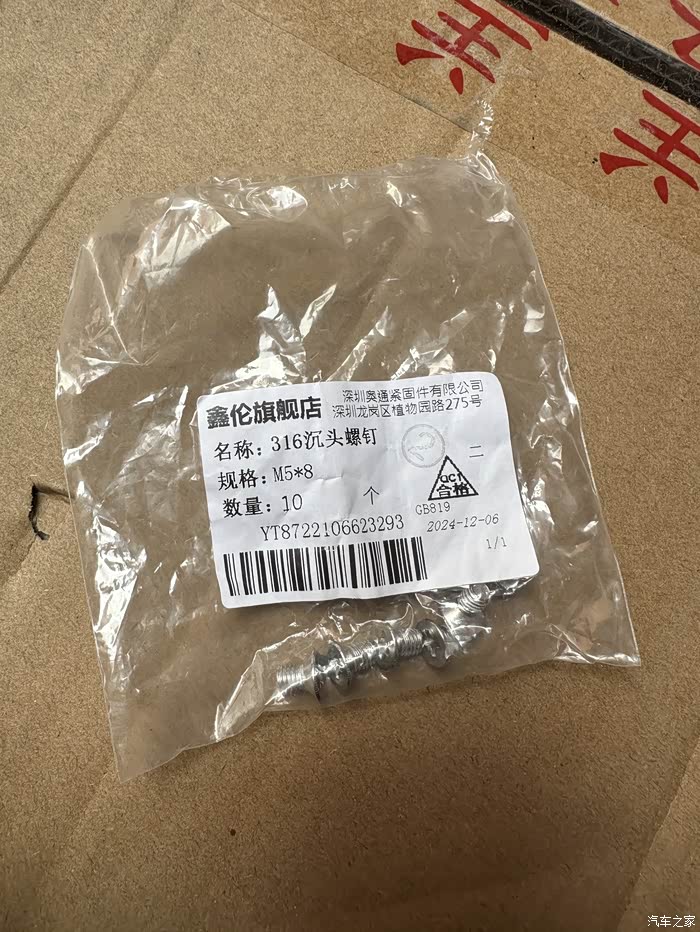 鑫伦旗舰店
深圳奥通紧固件有限公司
深圳龙岗区植物园路275号
名称：316沉头螺钉
规格：M5*8
二
数量：10 个
QC1
合格
GB819
YT8722106623293
2024-12-06
1/1
汽车之家